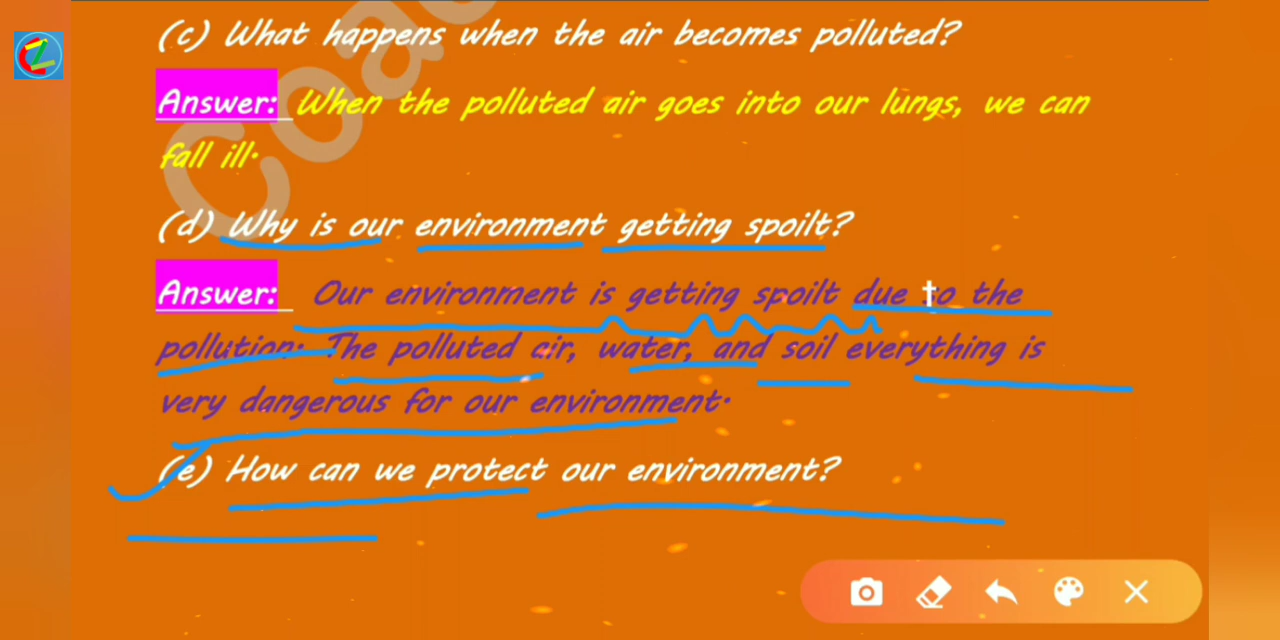 (c) What happens when the air becomes polluted?
Answer: When the polluted air goes into our lungs, we can
fall ill.
(d) Why is our environment getting spoilt?
Answer: Our environment is getting spoilt due to the
pollution. The polluted air, water, and soil everything is
very dangerous for our environment.
(e) How can we protect our environment?